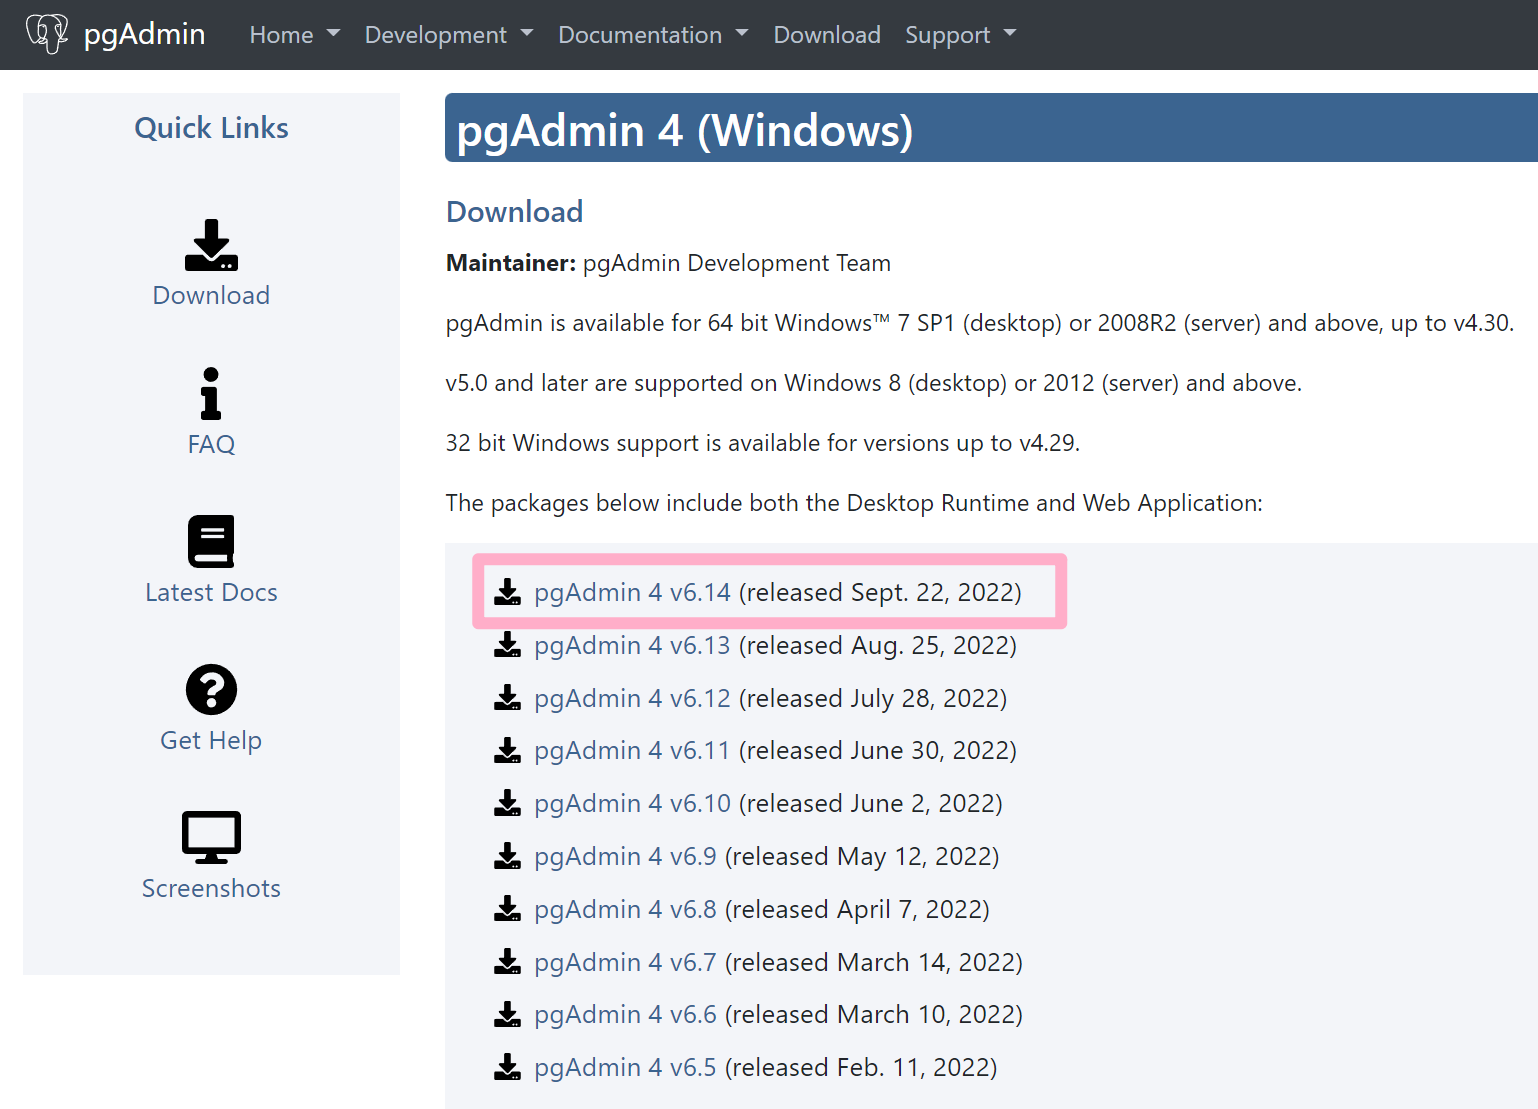 pgAdmin Home Development Documentation Download Support
Quick Links
Download
FAQ
Latest Docs
Get Help
Screenshots
pgAdmin 4 (Windows)
Download
Maintainer: pgAdmin Development Team
pgAdmin is available for 64 bit Windows™ 7 SP1 (desktop) or 2008R2 (server) and above, up to v4.30.
v5.0 and later are supported on Windows 8 (desktop) or 2012 (server) and above.
32 bit Windows support is available for versions up to v4.29.
The packages below include both the Desktop Runtime and Web Application:
pgAdmin 4 v6.14 (released Sept. 22, 2022)
pgAdmin 4 v6.13 (released Aug. 25, 2022)
pgAdmin 4 v6.12 (released July 28, 2022)
pgAdmin 4 v6.11 (released June 30, 2022)
pgAdmin 4 v6.10 (released June 2, 2022)
pgAdmin 4 v6.9 (released May 12, 2022)
pgAdmin 4 v6.8 (released April 7, 2022)
pgAdmin 4 v6.7 (released March 14, 2022)
pgAdmin 4 v6.6 (released March 10, 2022)
pgAdmin 4 v6.5 (released Feb. 11, 2022)